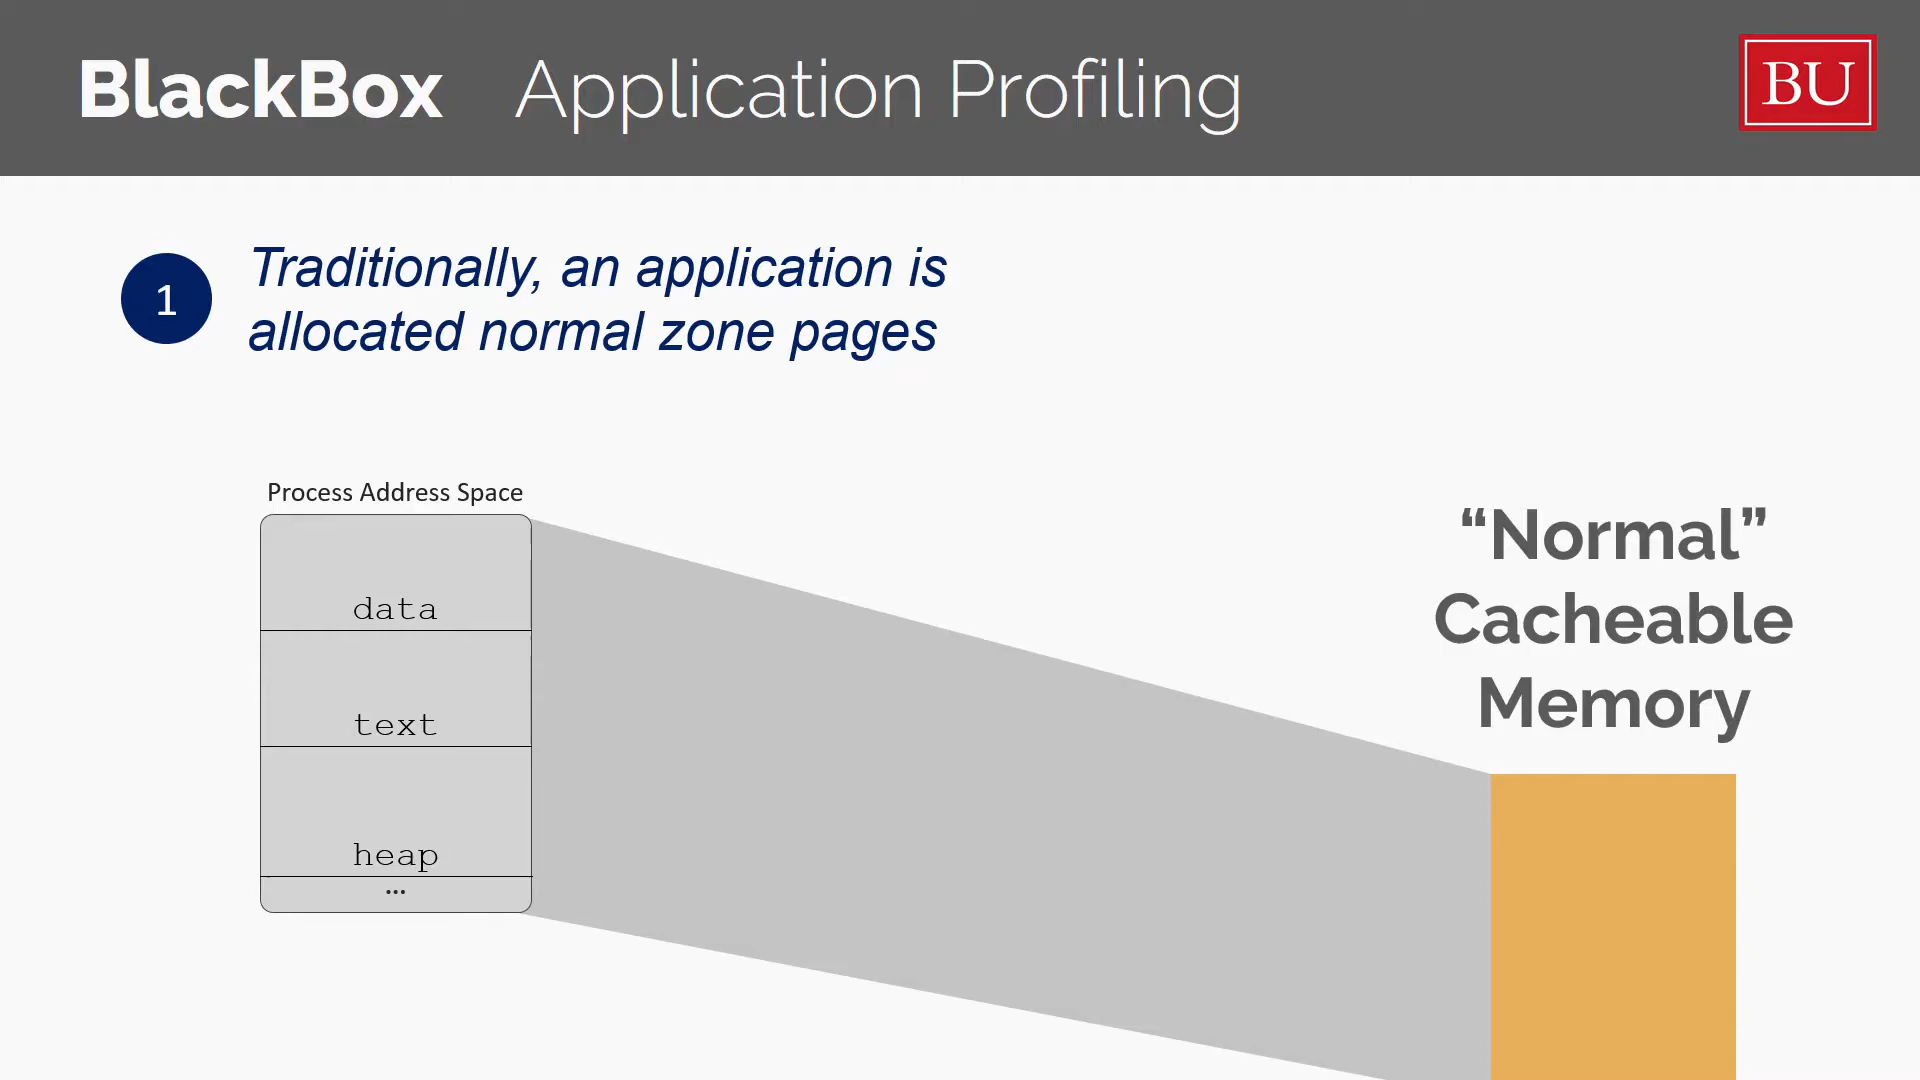 BlackBox Application Profiling
BU
1
Traditionally, an application is
allocated normal zone pages
Process Address Space
data
text
heap
...
“Normal”
Cacheable
Memory